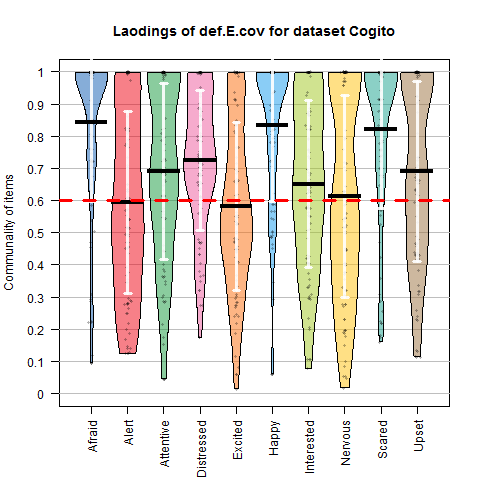 Laodings of def.E.cov for dataset Cogito
Communality of items
1
0.9
0.8
0.7
0.6
0.5
0.4
0.3
0.2
0.1
0
Afraid
Alert
Attentive
Distressed
Excited
Happy
Interested
Nervous
Scared
Upset